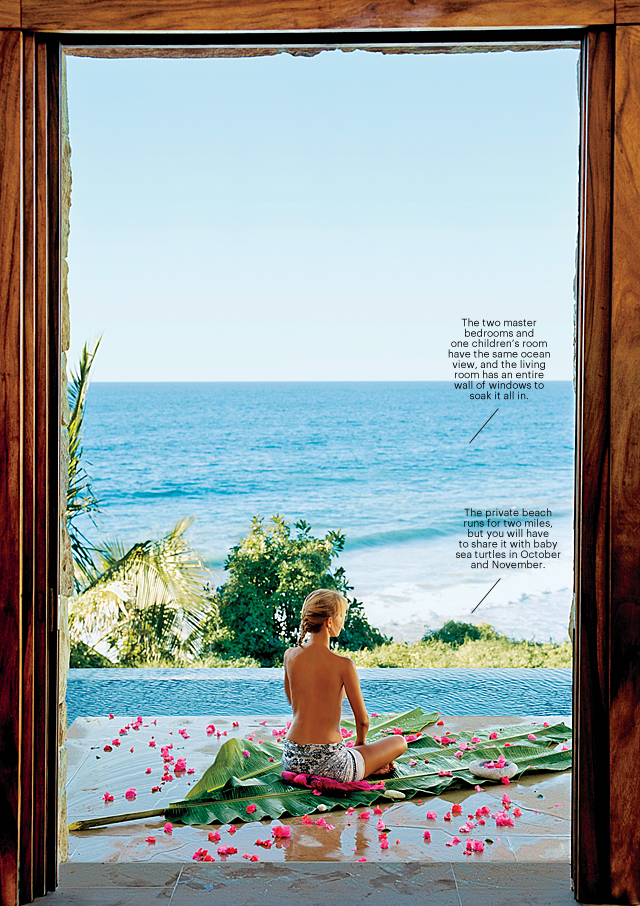 The two master
bedrooms and
one children's room
have the same ocean
view, and the living
room has an entire
wall of windows to
soak it all in.
The private beach
runs for two miles,
but you will have
to share it with baby
sea turtles in October
and November.